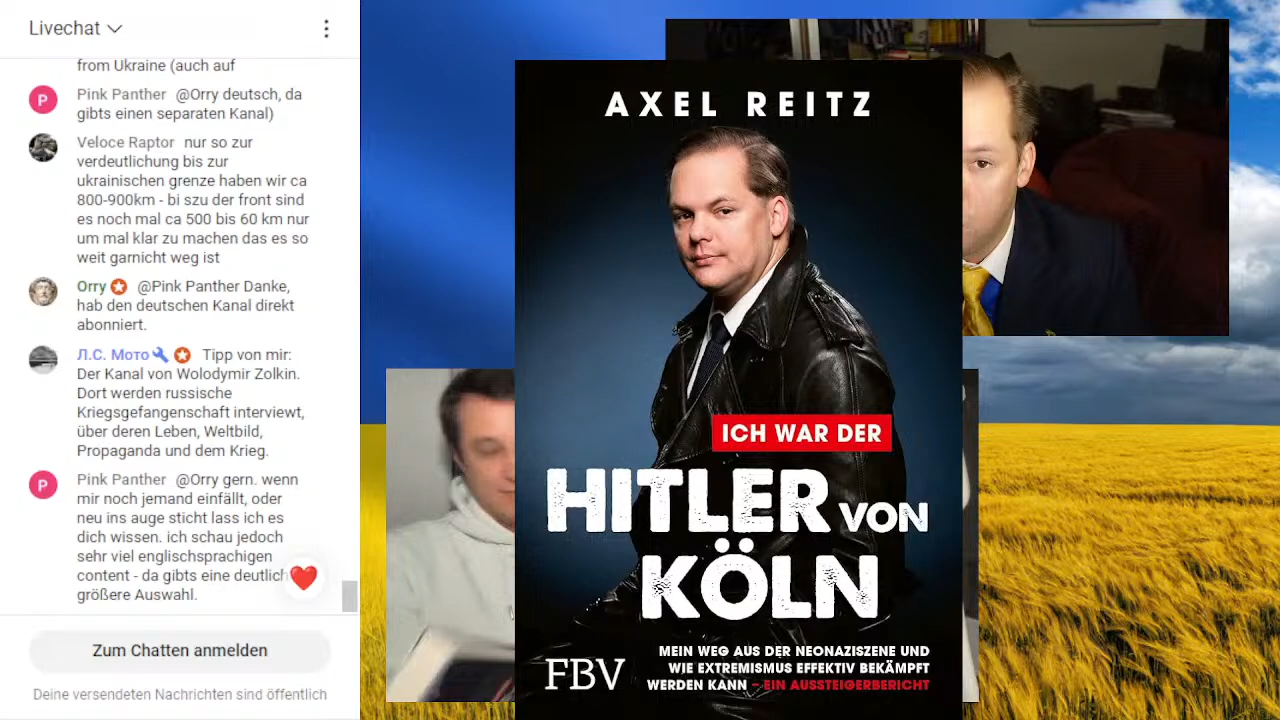 Livechat
from Ukraine (auch auf
P
Pink Panther @Orry deutsch, da
gibts einen separaten Kanal)
Veloce Raptor nur so zur
verdeutlichung bis zur
ukrainischen grenze haben wir ca
800-900km - bi szu der front sind
es noch mal ca 500 bis 60 km nur
um mal klar zu machen das es so
weit garnicht weg ist
Orry @Pink Panther Danke,
hab den deutschen Kanal direkt
abonniert.
Л.С. Мото Tipp von mir:
Der Kanal von Wolodymir Zolkin.
Dort werden russische
Kriegsgefangenschaft interviewt,
über deren Leben, Weltbild,
Propaganda und dem Krieg.
P
Pink Panther @Orry gern. wenn
mir noch jemand einfällt, oder
neu ins auge sticht lass ich es
dich wissen. ich schau jedoch
sehr viel englischsprachigen
content - da gibts eine deutlich
größere Auswahl.
Zum Chatten anmelden
Deine versendeten Nachrichten sind öffentlich
AXEL REITZ
ICH WAR DER
HITLER VON
KÖLN
MEIN WEG AUS DER NEONAZISZENE UND
WIE EXTREMISMUS EFFEKTIV BEKÄMPFT
WERDEN KANN – EIN AUSSTEIGERBERICHT
FBV